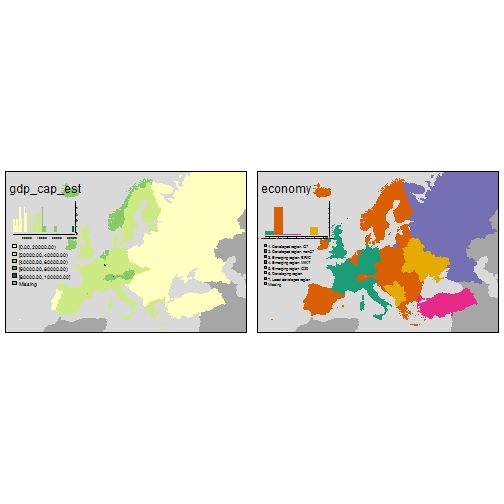 gdp_cap_est
[0.00, 20000.00)
[20000.00, 40000.00)
[40000.00, 60000.00)
[60000.00, 80000.00)
[80000.00, 100000.00]
Missing
economy
1. Developed region: G7
2. Developed region: nonG7
3. Emerging region: BRIC
4. Emerging region: MIKT
5. Emerging region: G20
6. Developing region
7. Least developed region
Missing